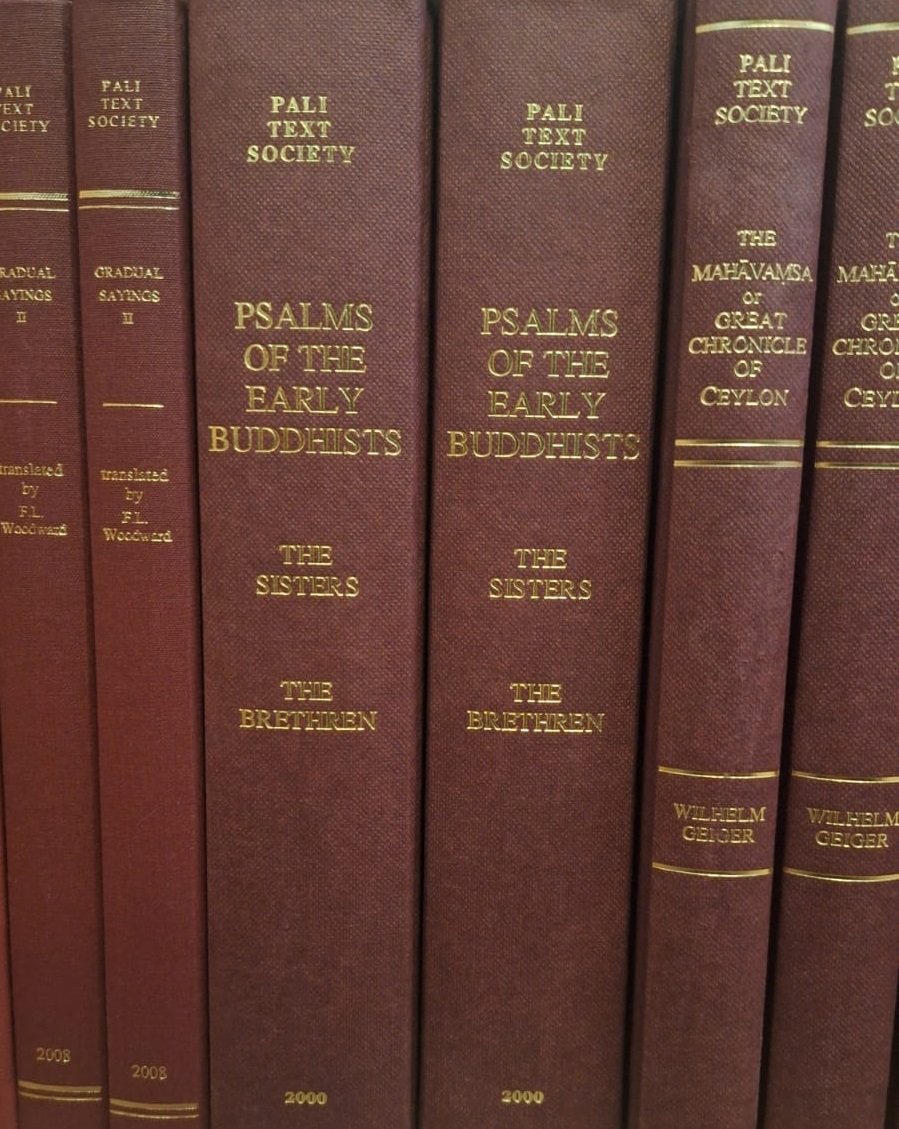 PALI
TEXT
SOCIETY
GRADUAL
SAYINGS
II
translated
by
F.L.
Woodward
2008
PALI
TEXT
SOCIETY
GRADUAL
SAYINGS
II
translated
by
F.L.
Woodward
2008
PALI
TEXT
SOCIETY
PSALMS
OF THE
EARLY
BUDDHISTS
THE
SISTERS
THE
BRETHREN
2000
PALI
TEXT
SOCIETY
PSALMS
OF THE
EARLY
BUDDHISTS
THE
SISTERS
THE
BRETHREN
2000
PALI
TEXT
SOCIETY
THE
MAHĀVAṂSA
or
GREAT
CHRONICLE
OF
CEYLON
WILHELM
GEIGER
WILHELM
GEIGER